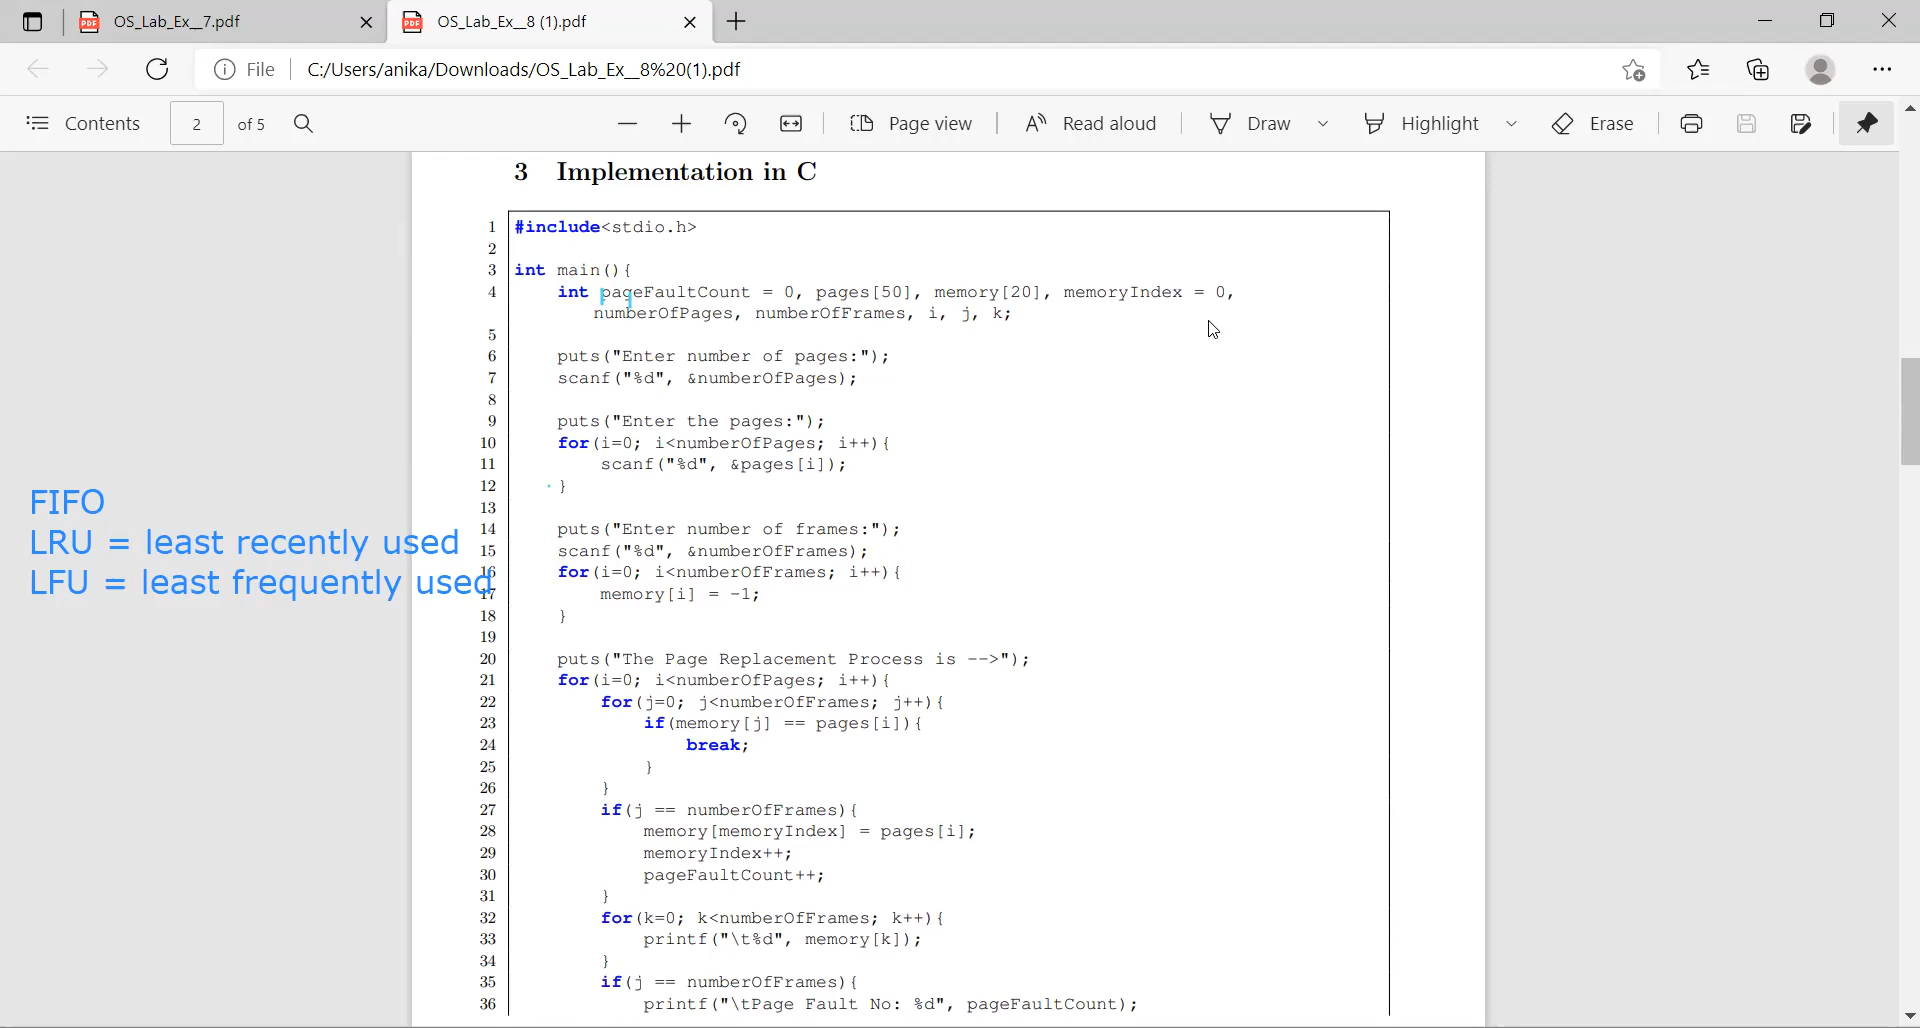 OS_Lab_Ex__7.pdf
OS_Lab_Ex__8 (1).pdf
File
C:/Users/anika/Downloads/OS_Lab_Ex__8%20(1).pdf
Contents
2
of 5
Page view
Read aloud
Draw
Highlight
Erase
3 Implementation in C
1 #include<stdio.h>
2
3 int main(){
4 int pageFaultCount = 0, pages[50], memory[20], memoryIndex = 0,
numberOfPages, numberOfFrames, i, j, k;
5
6 puts("Enter number of pages:");
7 scanf("%d", &numberOfPages);
8
9 puts("Enter the pages:");
10 for(i=0; i<numberOfPages; i++){
11 scanf("%d", &pages[i]);
12 }
13
14 puts("Enter number of frames:");
15 scanf("%d", &numberOfFrames);
16 for(i=0; i<numberOfFrames; i++){
17 memory[i] = -1;
18 }
19
20 puts("The Page Replacement Process is -->");
21 for(i=0; i<numberOfPages; i++){
22 for(j=0; j<numberOfFrames; j++){
23 if(memory[j] == pages[i]){
24 break;
25 }
26 }
27 if(j == numberOfFrames){
28 memory[memoryIndex] = pages[i];
29 memoryIndex++;
30 pageFaultCount++;
31 }
32 for(k=0; k<numberOfFrames; k++){
33 printf("\t%d", memory[k]);
34 }
35 if(j == numberOfFrames){
36 printf("\tPage Fault No: %d", pageFaultCount);
FIFO
LRU = least recently used
LFU = least frequently used